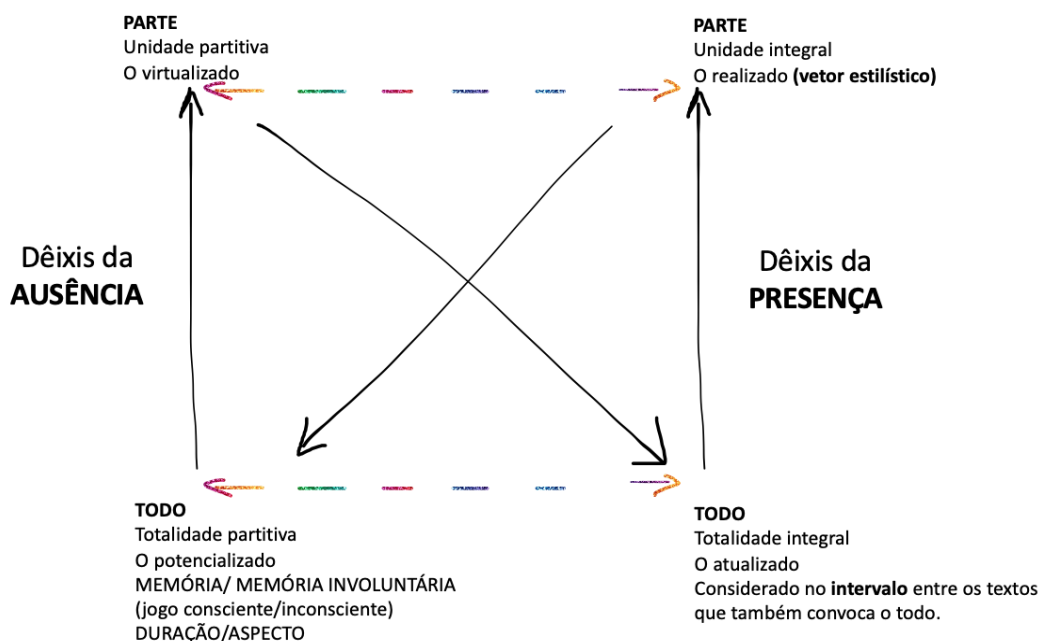 PARTE
Unidade partitiva
O virtualizado
PARTE
Unidade integral
O realizado (vetor estilístico)
Dêixis da
AUSÊNCIA
Dêixis da
PRESENÇA
TODO
Totalidade partitiva
O potencializado
MEMÓRIA/ MEMÓRIA INVOLUNTÁRIA
(jogo consciente/inconsciente)
DURAÇÃO/ASPECTO
TODO
Totalidade integral
O atualizado
Considerado no intervalo entre os textos
que também convoca o todo.